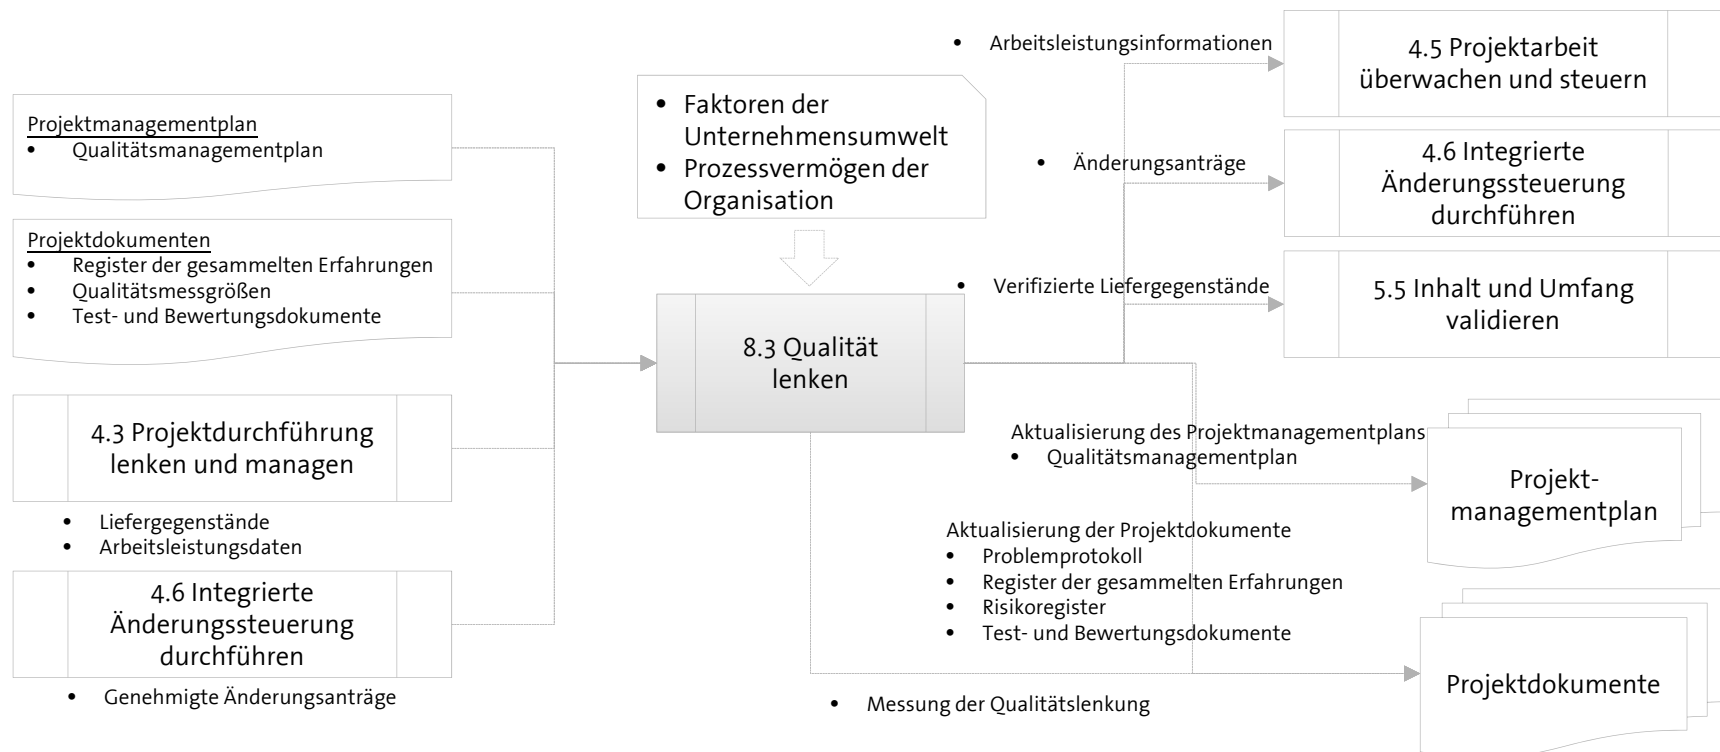 Projektmanagementplan
• Qualitätsmanagementplan
Projektdokumenten
• Register der gesammelten Erfahrungen
• Qualitätsmessgrößen
• Test- und Bewertungsdokumente
4.3 Projektdurchführung
lenken und managen
• Liefergegenstände
• Arbeitsleistungsdaten
4.6 Integrierte
Änderungssteuerung
durchführen
• Genehmigte Änderungsanträge
• Faktoren der
Unternehmensumwelt
• Prozessvermögen der
Organisation
8.3 Qualität
lenken
• Arbeitsleistungsinformationen
4.5 Projektarbeit
überwachen und steuern
• Änderungsanträge
4.6 Integrierte
Änderungssteuerung
durchführen
• Verifizierte Liefergegenstände
5.5 Inhalt und Umfang
validieren
Aktualisierung des Projektmanagementplans
• Qualitätsmanagementplan
Projekt-
managementplan
Aktualisierung der Projektdokumente
• Problemprotokoll
• Register der gesammelten Erfahrungen
• Risikoregister
• Test- und Bewertungsdokumente
• Messung der Qualitätslenkung
Projektdokumente